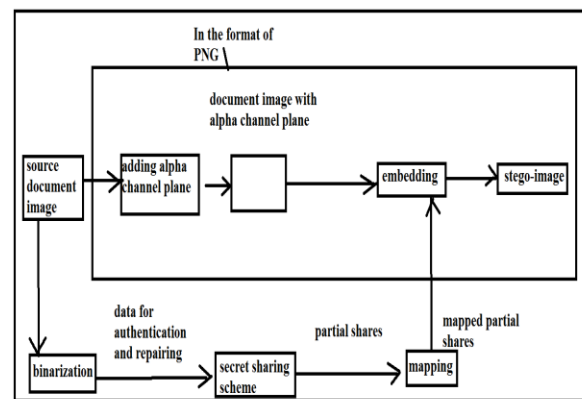 In the format of
PNG
document image with
alpha channel plane
source
document
image
adding alpha
channel plane
embedding
stego-image
data for
authentication
and repairing
partial shares
mapped partial
shares
binarization
secret sharing
scheme
mapping